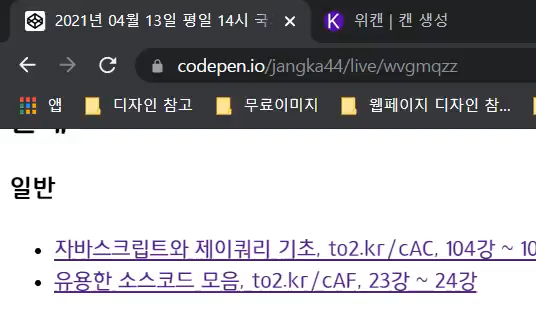 2021년 04월 13일 평일 14시 국
위캔 | 캔 생성
codepen.io/jangka44/live/wvgmqzz
앱 디자인 참고 무료이미지 웹페이지 디자인 참...
일반
자바스크립트와 제이쿼리 기초, to2.kr/cAC, 104강 ~ 10
유용한 소스코드 모음, to2.kr/cAF, 23강 ~ 24강